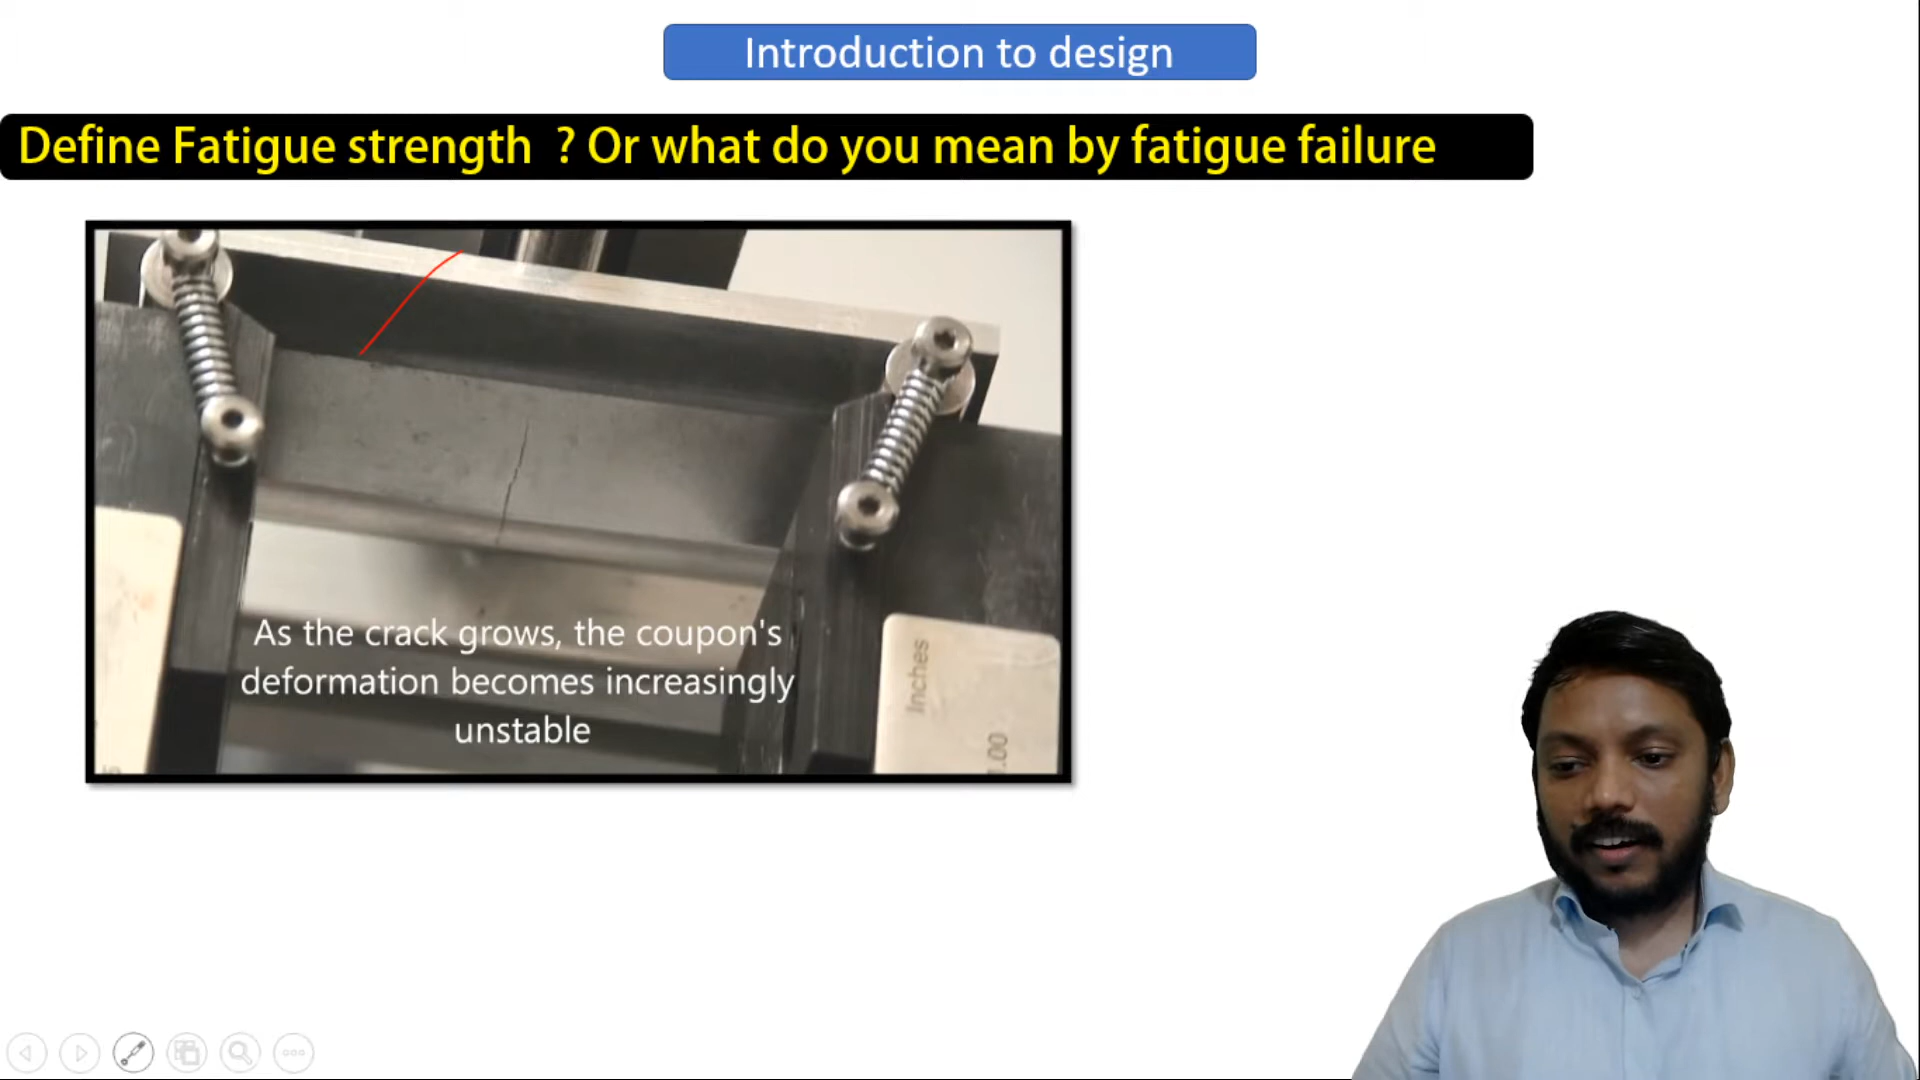 Introduction to design
Define Fatigue strength ? Or what do you mean by fatigue failure
As the crack grows, the coupon's
deformation becomes increasingly
unstable
Inches
.00